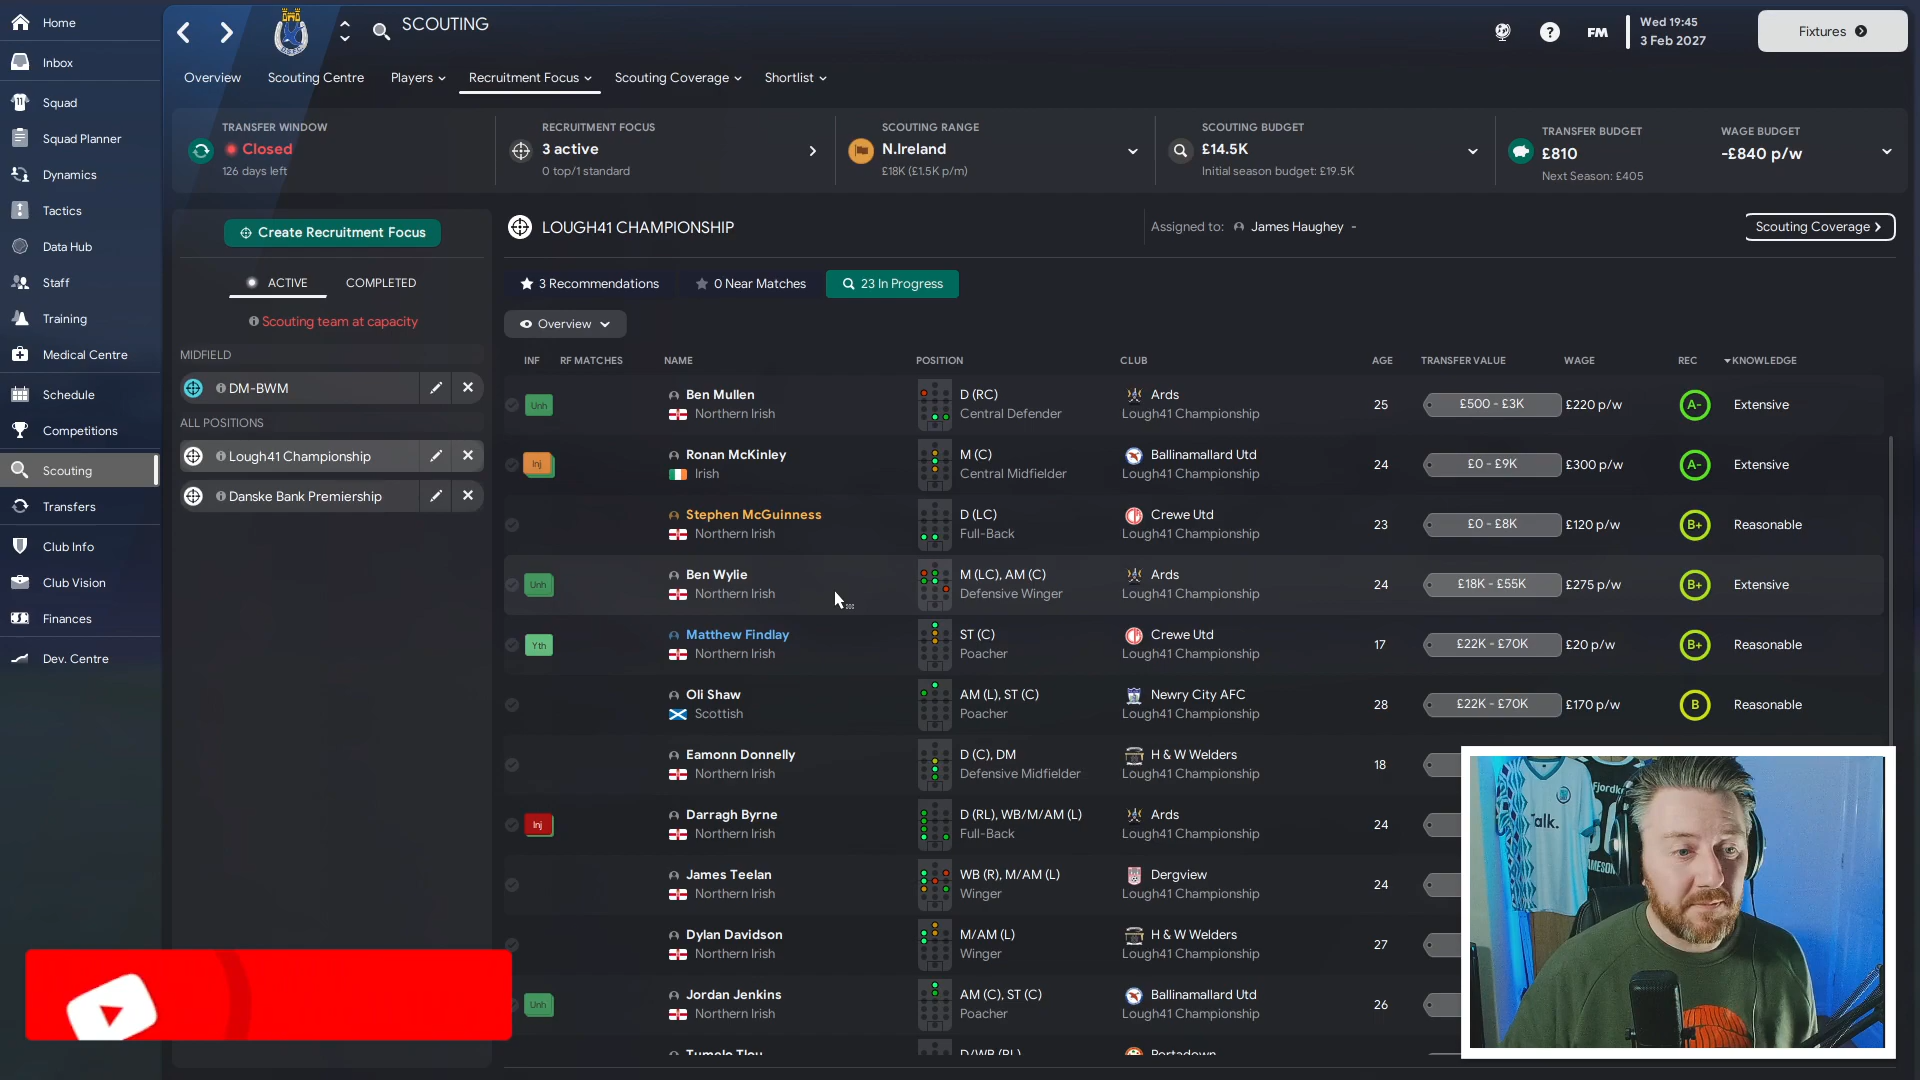 Home
Inbox
Squad
Squad Planner
Dynamics
Tactics
Data Hub
Staff
Training
Medical Centre
Schedule
Competitions
Scouting
Transfers
Club Info
Club Vision
Finances
Dev. Centre
SCOUTING
FM
Wed 19:45
3 Feb 2027
Fixtures
Overview
Scouting Centre
Players
Recruitment Focus
Scouting Coverage
Shortlist
TRANSFER WINDOW
Closed
126 days left
RECRUITMENT FOCUS
3 active
0 top/1 standard
SCOUTING RANGE
N.Ireland
£18K (£1.5K p/m)
SCOUTING BUDGET
£14.5K
Initial season budget: £19.5K
TRANSFER BUDGET
£810
Next Season: £405
WAGE BUDGET
-£840 p/w
Create Recruitment Focus
ACTIVE
COMPLETED
Scouting team at capacity
MIDFIELD
DM-BWM
ALL POSITIONS
Lough41 Championship
Danske Bank Premiership
LOUGH41 CHAMPIONSHIP
Assigned to: James Haughey -
Scouting Coverage
3 Recommendations
0 Near Matches
23 In Progress
Overview
INF RF MATCHES NAME POSITION CLUB AGE TRANSFER VALUE WAGE REC KNOWLEDGE
Unh Ben Mullen D (RC) Ards 25 £500 - £3K £220 p/w A- Extensive
Northern Irish Central Defender Lough41 Championship
Inj Ronan McKinley M (C) Ballinamallard Utd 24 £0 - £9K £300 p/w A- Extensive
Irish Central Midfielder Lough41 Championship
Stephen McGuinness D (LC) Crewe Utd 23 £0 - £8K £120 p/w B+ Reasonable
Northern Irish Full-Back Lough41 Championship
Unh Ben Wylie M (LC), AM (C) Ards 24 £18K - £55K £275 p/w B+ Extensive
Northern Irish Defensive Winger Lough41 Championship
Yth Matthew Findlay ST (C) Crewe Utd 17 £22K - £70K £20 p/w B+ Reasonable
Northern Irish Poacher Lough41 Championship
Oli Shaw AM (L), ST (C) Newry City AFC 28 £22K - £70K £170 p/w B Reasonable
Scottish Poacher Lough41 Championship
Eamonn Donnelly D (C), DM H & W Welders 18
Northern Irish Defensive Midfielder Lough41 Championship
Inj Darragh Byrne D (RL), WB/M/AM (L) Ards 24
Northern Irish Full-Back Lough41 Championship
James Teelan WB (R), M/AM (L) Dergview 24
Northern Irish Winger Lough41 Championship
Dylan Davidson M/AM (L) H & W Welders 27
Northern Irish Winger Lough41 Championship
Unh Jordan Jenkins AM (C), ST (C) Ballinamallard Utd 26
Northern Irish Poacher Lough41 Championship
Talk.
Fjordkr
JAMESON